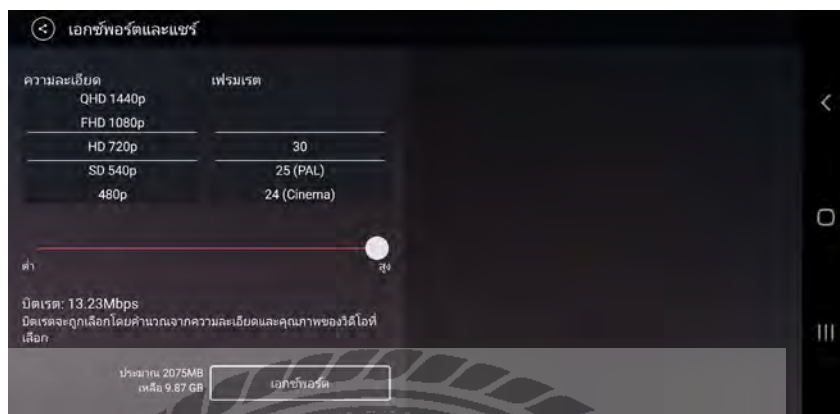 เอกซ์พอร์ตและแชร์
ความละเอียด เฟรมเรต
QHD 1440p
FHD 1080p
HD 720p 30
SD 540p 25 (PAL)
480p 24 (Cinema)
ต่ำ สูง
บิตเรต: 13.23Mbps
บิตเรตจะถูกเลือกโดยคำนวณจากความละเอียดและคุณภาพของวิดีโอที่
เลือก
ประมาณ 2075MB
เหลือ 9.87 GB
เอกซ์พอร์ต